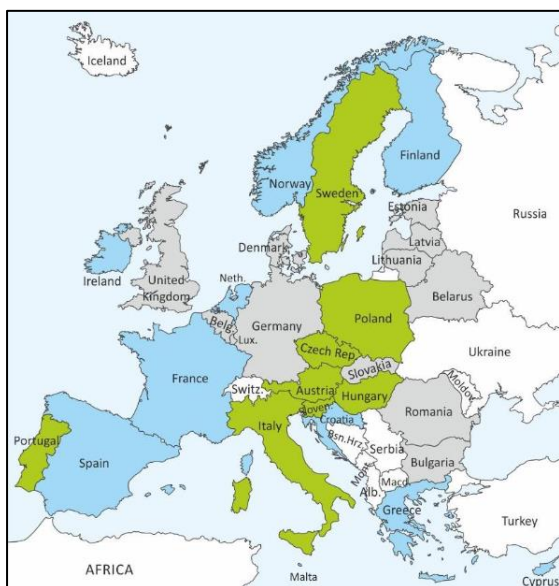 Iceland
Norway
Sweden
Finland
Russia
Estonia
Latvia
Lithuania
Denmark
Ireland
United
Kingdom
Neth.
Belg.
Lux.
Germany
Poland
Belarus
Ukraine
Czech Rep.
Slovakia
France
Switz.
Austria
Hungary
Moldov.
Sloven.
Croatia
Romania
Portugal
Spain
Italy
Bsn.Hrz.
Serbia
Mont.
Bulgaria
Macd.
Alb.
Greece
Turkey
AFRICA
Malta
Cyprus